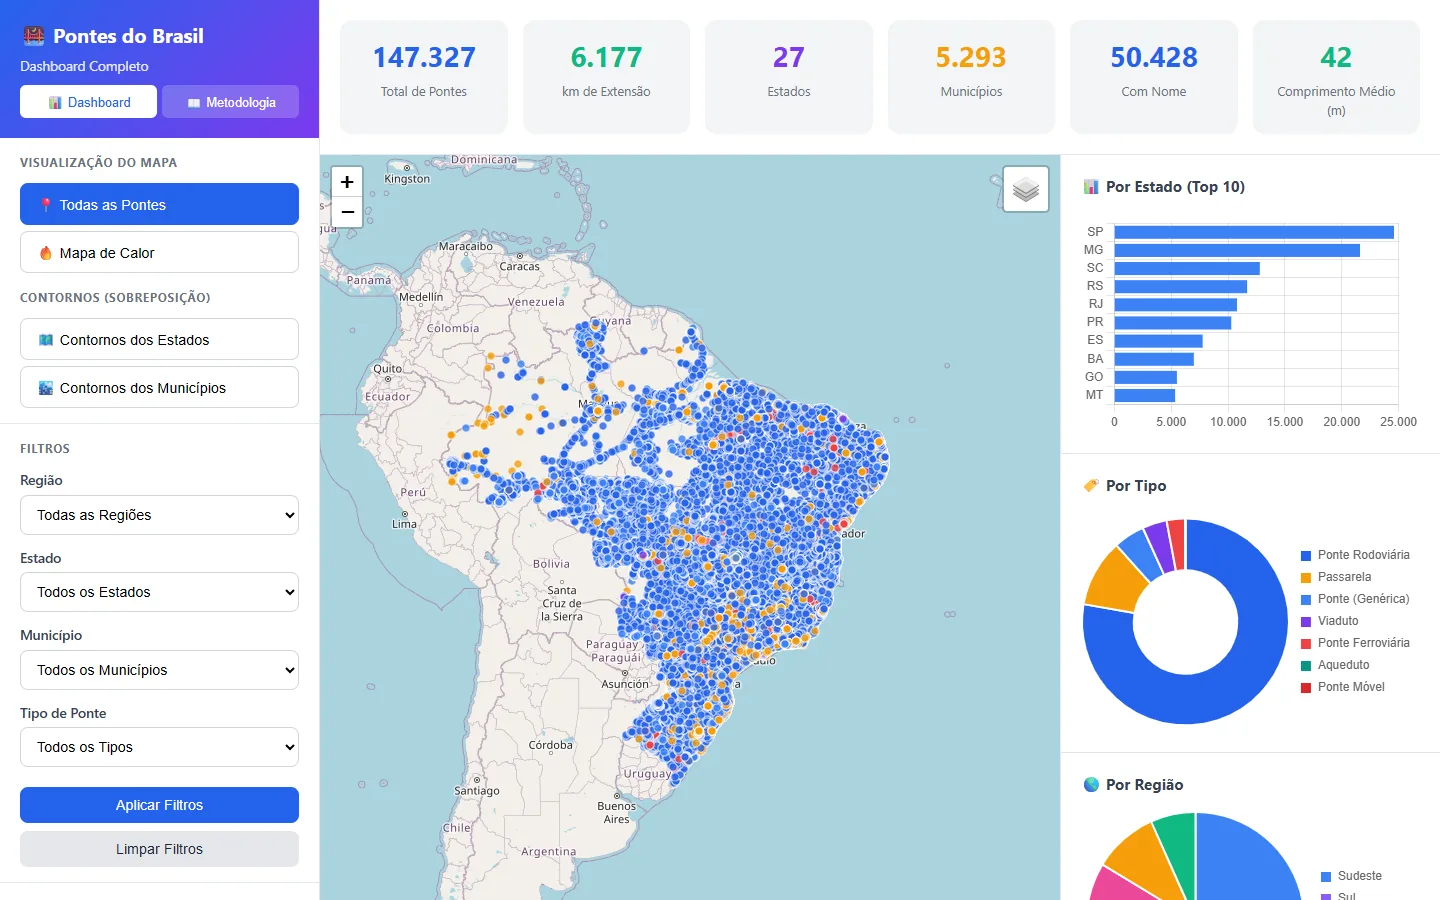 Pontes do Brasil
Dashboard Completo
Dashboard
Metodologia
VISUALIZAÇÃO DO MAPA
Todas as Pontes
Mapa de Calor
CONTORNOS (SOBREPOSIÇÃO)
Contornos dos Estados
Contornos dos Municípios
FILTROS
Região
Todas as Regiões
Estado
Todos os Estados
Município
Todos os Municípios
Tipo de Ponte
Todos os Tipos
Aplicar Filtros
Limpar Filtros
147.327
Total de Pontes
6.177
km de Extensão
27
Estados
5.293
Municípios
50.428
Com Nome
42
Comprimento Médio
(m)
+
−
Dominicana
Kingston
Maracaibo
Caracas
Panamá
Medellín
Venezuela
Guyana
Colombia
Quito
Ecuador
Perú
Lima
Bolivia
Santa
Cruz de
la Sierra
Paraguay
Paraguái
Asunción
Córdoba
Uruguay
Santiago
Buenos
Aires
Chile
Argentina
Por Estado (Top 10)
SP
MG
SC
RS
RJ
PR
ES
BA
GO
MT
0
5.000
10.000
15.000
20.000
25.000
Por Tipo
Ponte Rodoviária
Passarela
Ponte (Genérica)
Viaduto
Ponte Ferroviária
Aqueduto
Ponte Móvel
Por Região
Sudeste
Sul